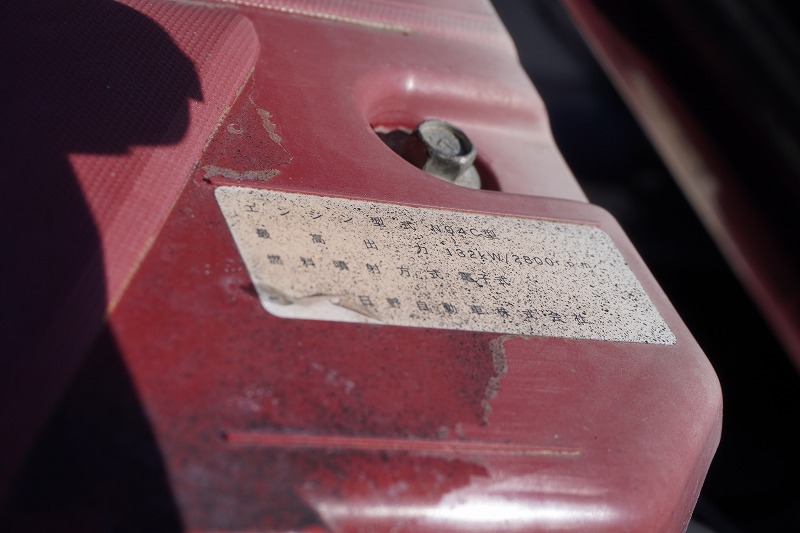 エンジン型式 N04C型
最高出力 132kW/2800r.p.m
燃料噴射方式 電子式
日野自動車株式会社